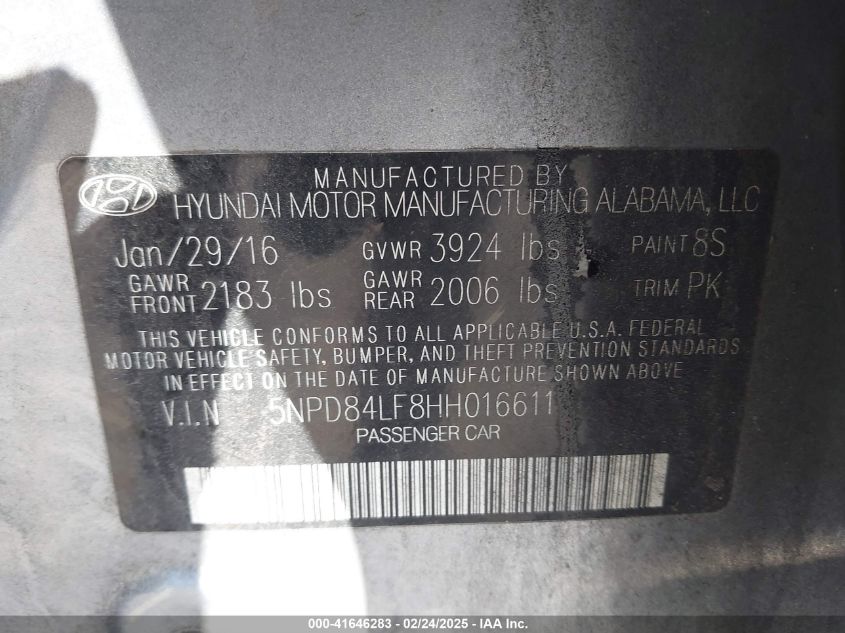 MANUFACTURED BY
HYUNDAI MOTOR MANUFACTURING ALABAMA, LLC
Jan/29/16 GVWR 3924 lbs PAINT 8S
GAWR FRONT 2183 lbs GAWR REAR 2006 lbs TRIM PK
THIS VEHICLE CONFORMS TO ALL APPLICABLE U.S.A. FEDERAL
MOTOR VEHICLE SAFETY, BUMPER, AND THEFT PREVENTION STANDARDS
IN EFFECT ON THE DATE OF MANUFACTURE SHOWN ABOVE.
V.I.N 5NPD84LF8HH016611
PASSENGER CAR
000-41646283 - 02/24/2025 - IAA Inc.